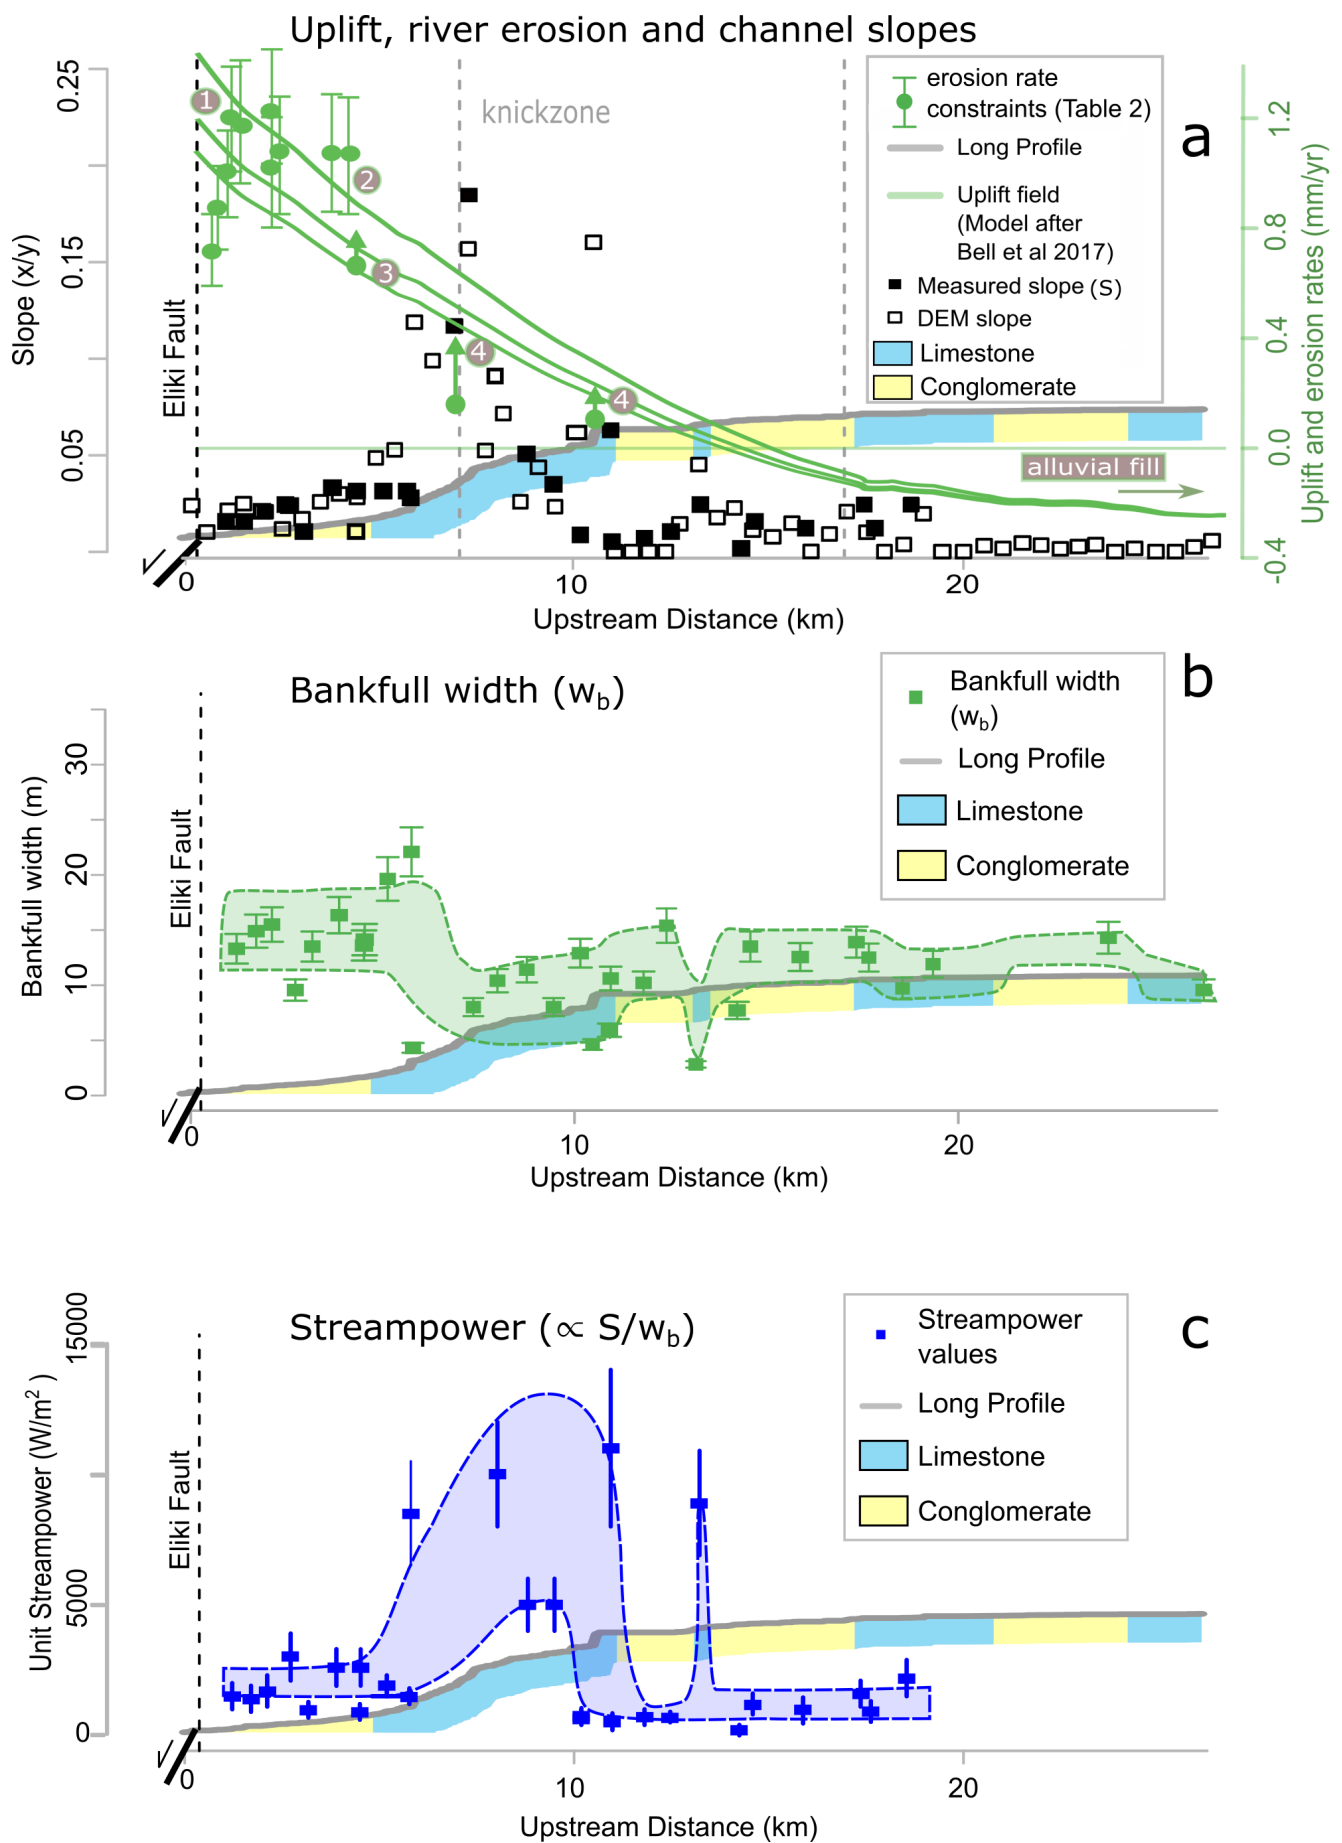 Uplift, river erosion and channel slopes
a
knickzone
1
2
3
4
4
Eliki Fault
Slope (x/y)
0.25
0.15
0.05
erosion rate
constraints (Table 2)
Long Profile
Uplift field
(Model after
Bell et al 2017)
Measured slope (S)
DEM slope
Limestone
Conglomerate
alluvial fill
1.2
0.8
0.4
0.0
-0.4
Uplift and erosion rates (mm/yr)
0
10
20
Upstream Distance (km)
Bankfull width (wb)
b
Eliki Fault
Bankfull width (m)
30
20
10
0
Bankfull width
(wb)
Long Profile
Limestone
Conglomerate
0
10
20
Upstream Distance (km)
Streampower (∝ S/wb)
c
Eliki Fault
Unit Streampower (W/m²)
15000
5000
0
Streampower
values
Long Profile
Limestone
Conglomerate
0
10
20
Upstream Distance (km)